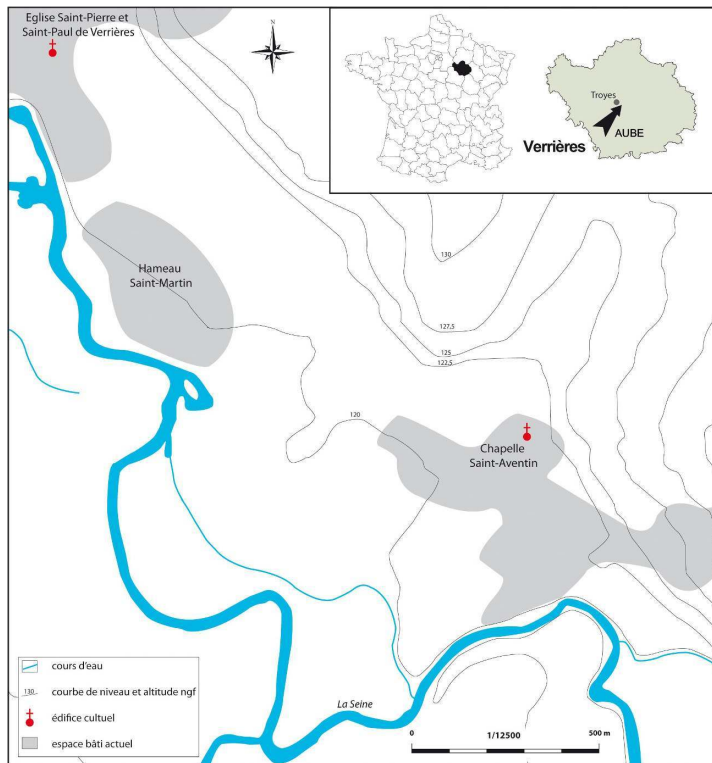 Eglise Saint-Pierre et
Saint-Paul de Verrières
N
Troyes
AUBE
Verrières
130
Hameau
Saint-Martin
127,5
125
122,5
120
Chapelle
Saint-Aventin
cours d'eau
130
courbe de niveau et altitude ngf
édifice cultuel
espace bâti actuel
La Seine
0
1/12500
500 m